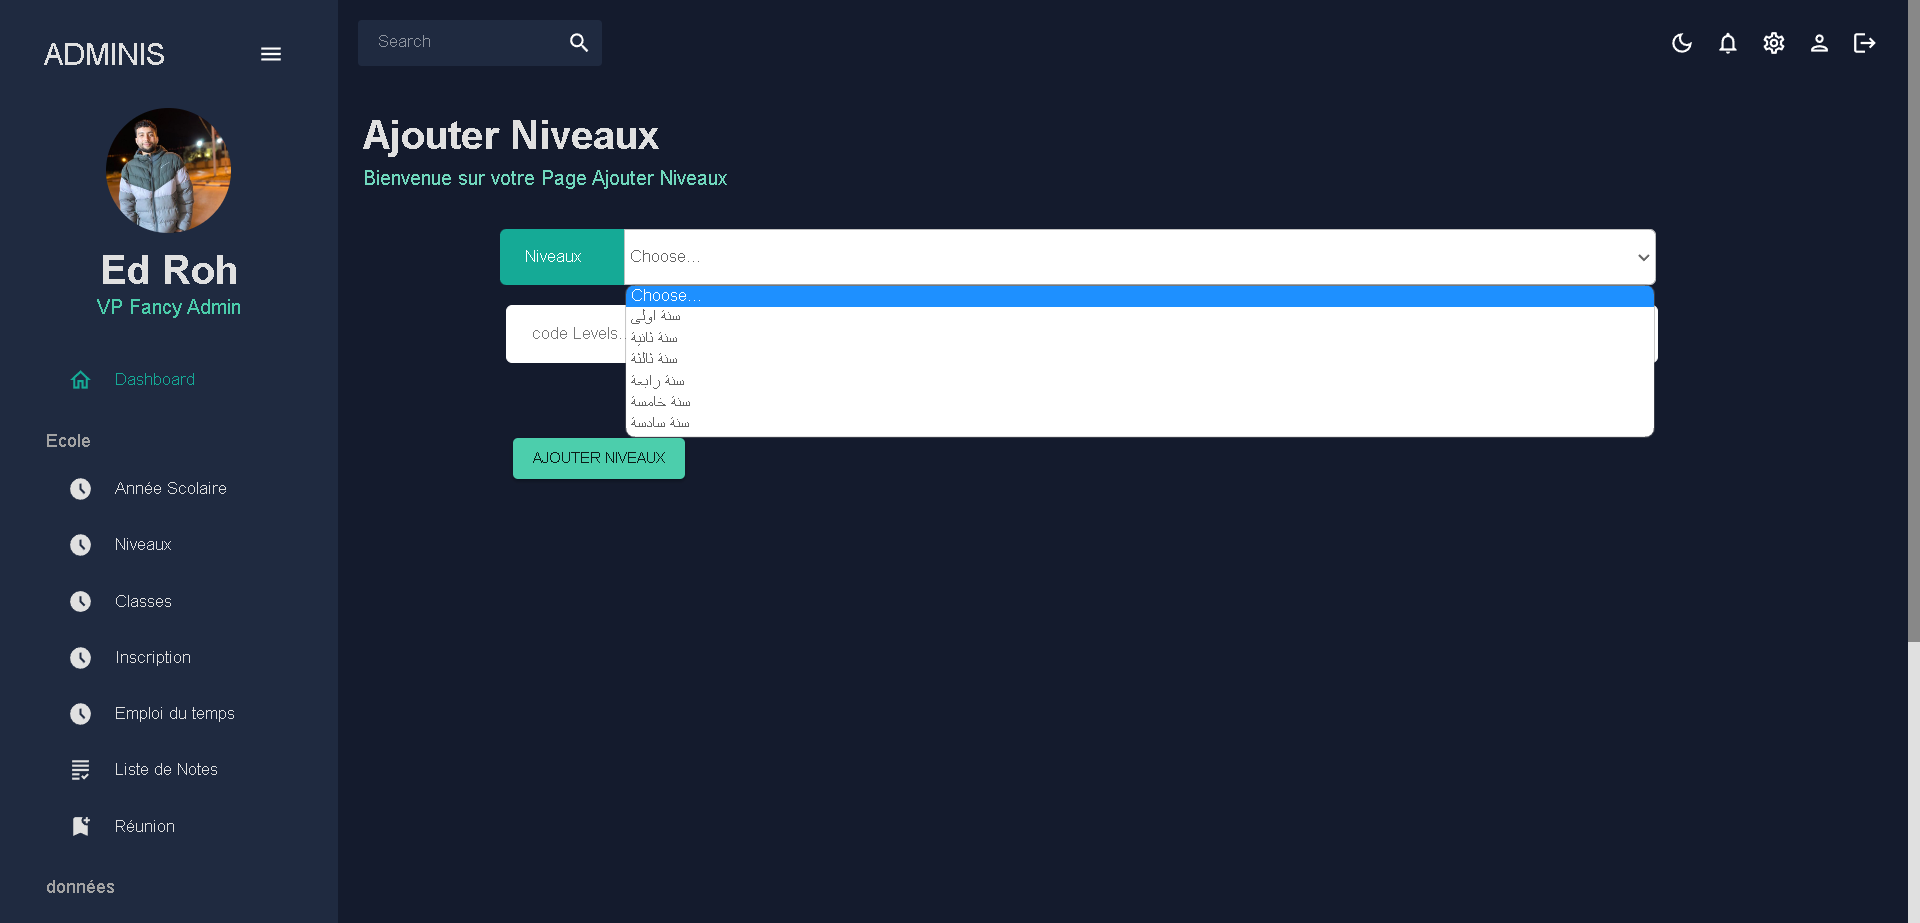 ADMINIS
Search
Ed Roh
VP Fancy Admin
Dashboard
Ecole
Année Scolaire
Niveaux
Classes
Inscription
Emploi du temps
Liste de Notes
Réunion
données
Ajouter Niveaux
Bienvenue sur votre Page Ajouter Niveaux
Niveaux
Choose...
Choose...
سنة اولى
سنة ثانية
سنة ثالثة
سنة رابعة
سنة خامسة
سنة سادسة
code Levels..
AJOUTER NIVEAUX